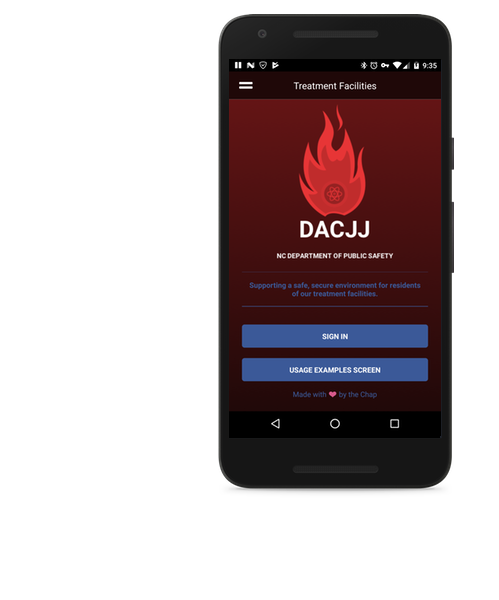 9:35
Treatment Facilities
DACJJ
NC DEPARTMENT OF PUBLIC SAFETY
Supporting a safe, secure environment for residents
of our treatment facilities.
SIGN IN
USAGE EXAMPLES SCREEN
Made with ❤ by the Chap